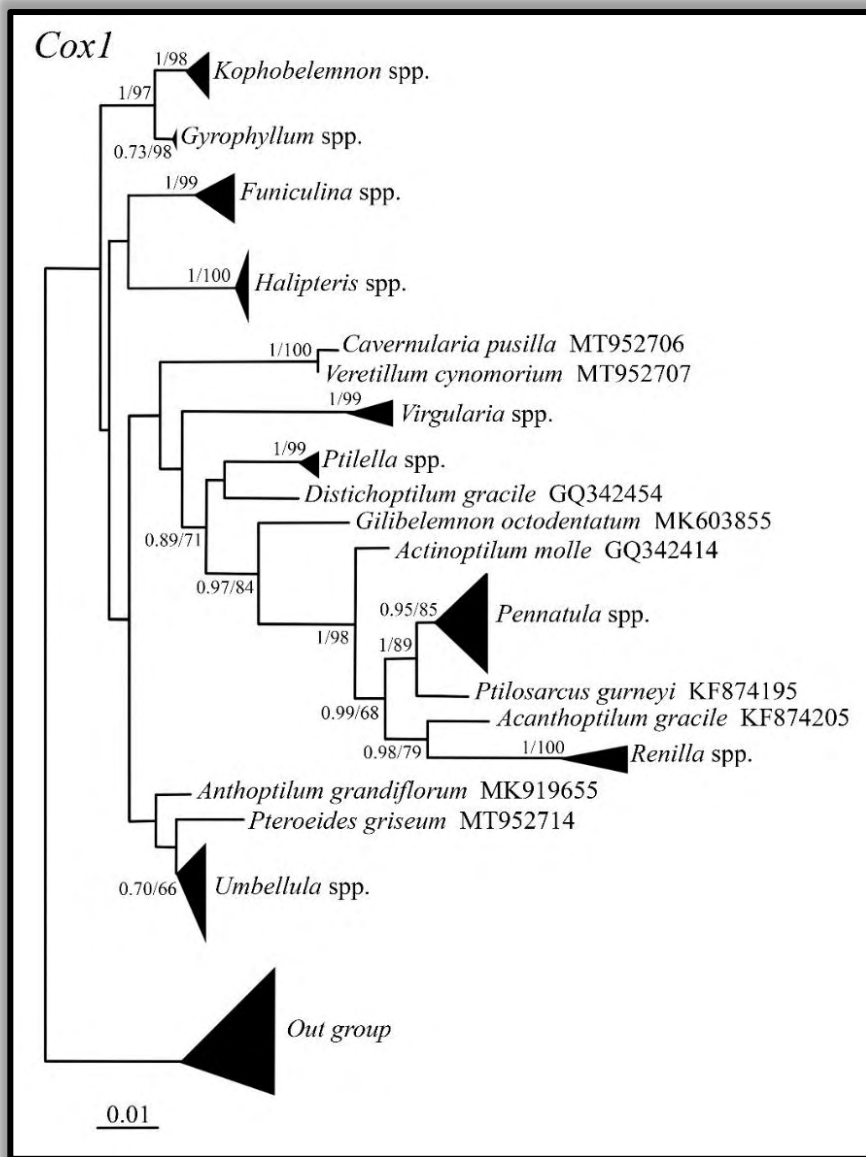 Cox1
1/98
Kophobelemnon spp.
1/97
Gyrophyllum spp.
0.73/98
1/99
Funiculina spp.
1/100
Halipteris spp.
1/100
Cavernularia pusilla MT952706
Veretillum cynomorium MT952707
1/99
Virgularia spp.
1/99
Ptilella spp.
Distichoptilum gracile GQ342454
0.89/71
Gilibelemnon octodentatum MK603855
Actinoptilum molle GQ342414
0.97/84
0.95/85
Pennatula spp.
1/98
1/89
Ptilosarcus gurneyi KF874195
0.99/68
Acanthoptilum gracile KF874205
0.98/79
1/100
Renilla spp.
Anthoptilum grandiflorum MK919655
Pteroeides griseum MT952714
0.70/66
Umbellula spp.
Out group
0.01